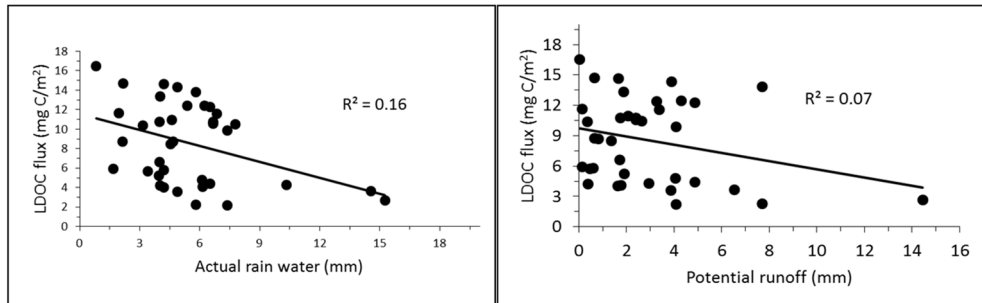 LDOC flux (mg C/m²)
18
16
14
12
10
8
6
4
2
0
R² = 0.16
0 3 6 9 12 15 18
Actual rain water (mm)
LDOC flux (mg C/m²)
18
15
12
9
6
3
0
R² = 0.07
0 2 4 6 8 10 12 14 16
Potential runoff (mm)